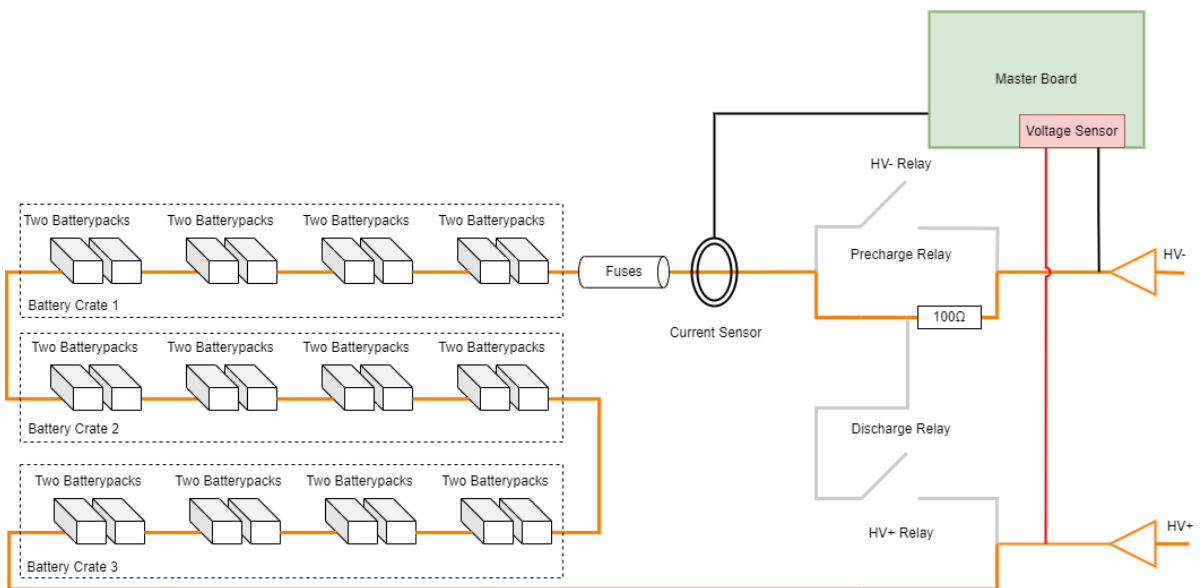 Master Board
Voltage Sensor
HV- Relay
Two Batterypacks
Two Batterypacks
Two Batterypacks
Two Batterypacks
Precharge Relay
HV-
Fuses
Battery Crate 1
100Ω
Current Sensor
Two Batterypacks
Two Batterypacks
Two Batterypacks
Two Batterypacks
Battery Crate 2
Discharge Relay
Two Batterypacks
Two Batterypacks
Two Batterypacks
Two Batterypacks
HV+ Relay
HV+
Battery Crate 3